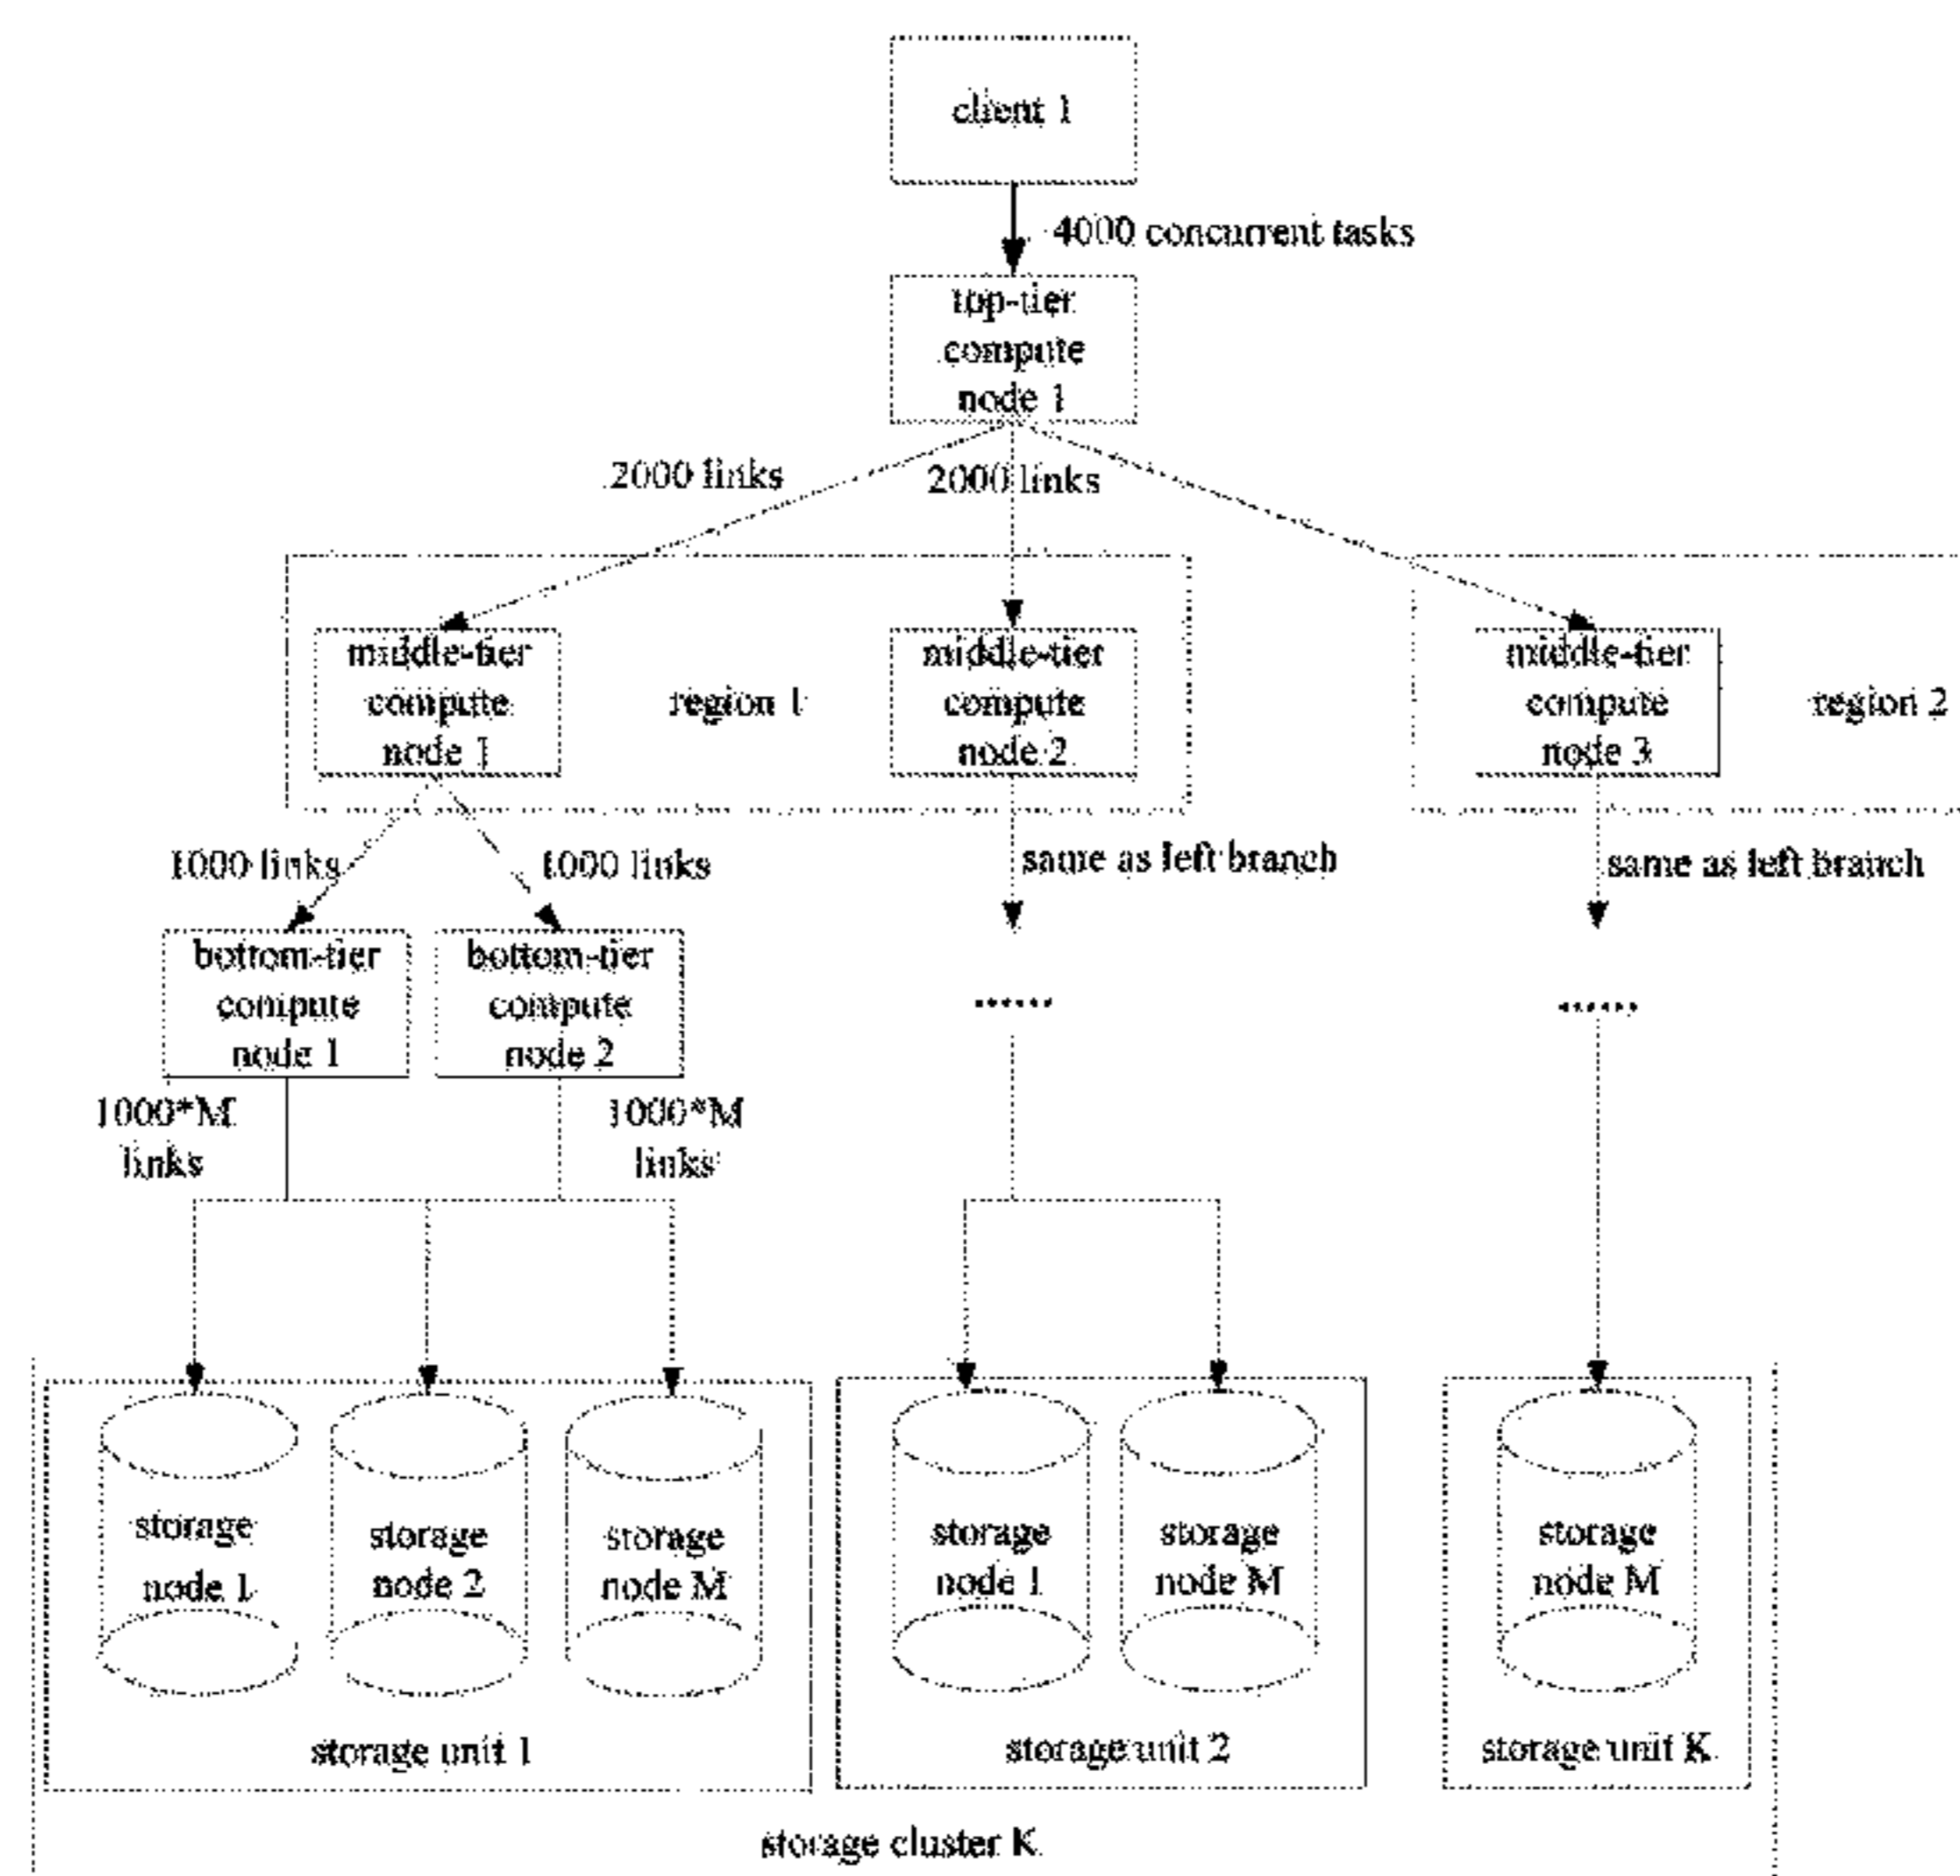 client 1
4000 concurrent tasks
top-tier
compute
node 1
2000 links
2000 links
middle-tier
compute
node 1
region 1
middle-tier
compute
node 2
middle-tier
compute
node 3
region 2
1000 links
1000 links
same as left branch
same as left branch
bottom-tier
compute
node 1
bottom-tier
compute
node 2
......
......
1000*M
links
1000*M
links
storage
node 1
storage
node 2
storage
node M
storage
node 1
storage
node M
storage
node M
storage unit 1
storage unit 2
storage unit K
storage cluster K